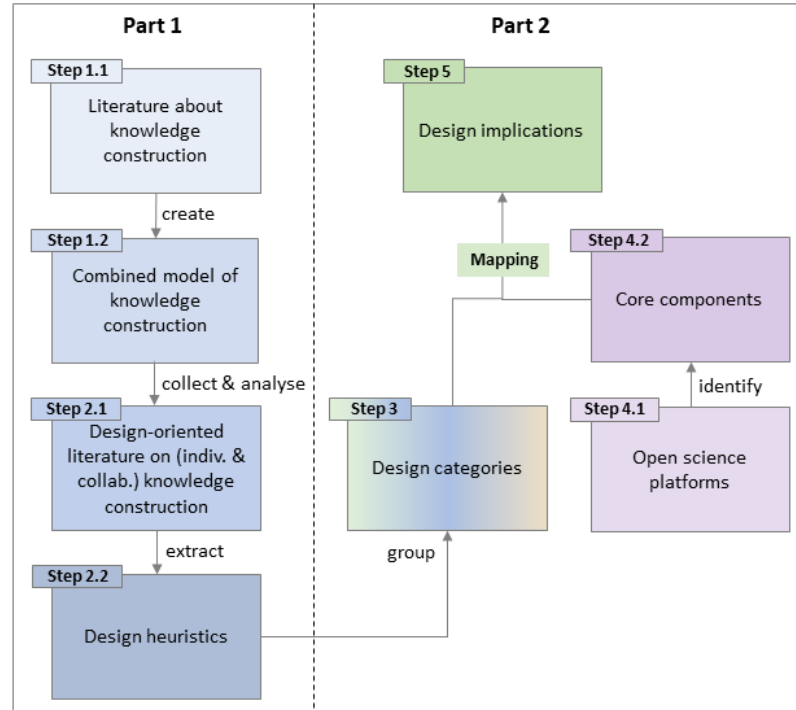 Part 1
Step 1.1
Literature about
knowledge
construction
create
Step 1.2
Combined model of
knowledge
construction
collect & analyse
Step 2.1
Design-oriented
literature on (indiv. &
collab.) knowledge
construction
extract
Step 2.2
Design heuristics
Part 2
Step 5
Design implications
Mapping
Step 4.2
Core components
identify
Step 3
Design categories
group
Step 4.1
Open science
platforms